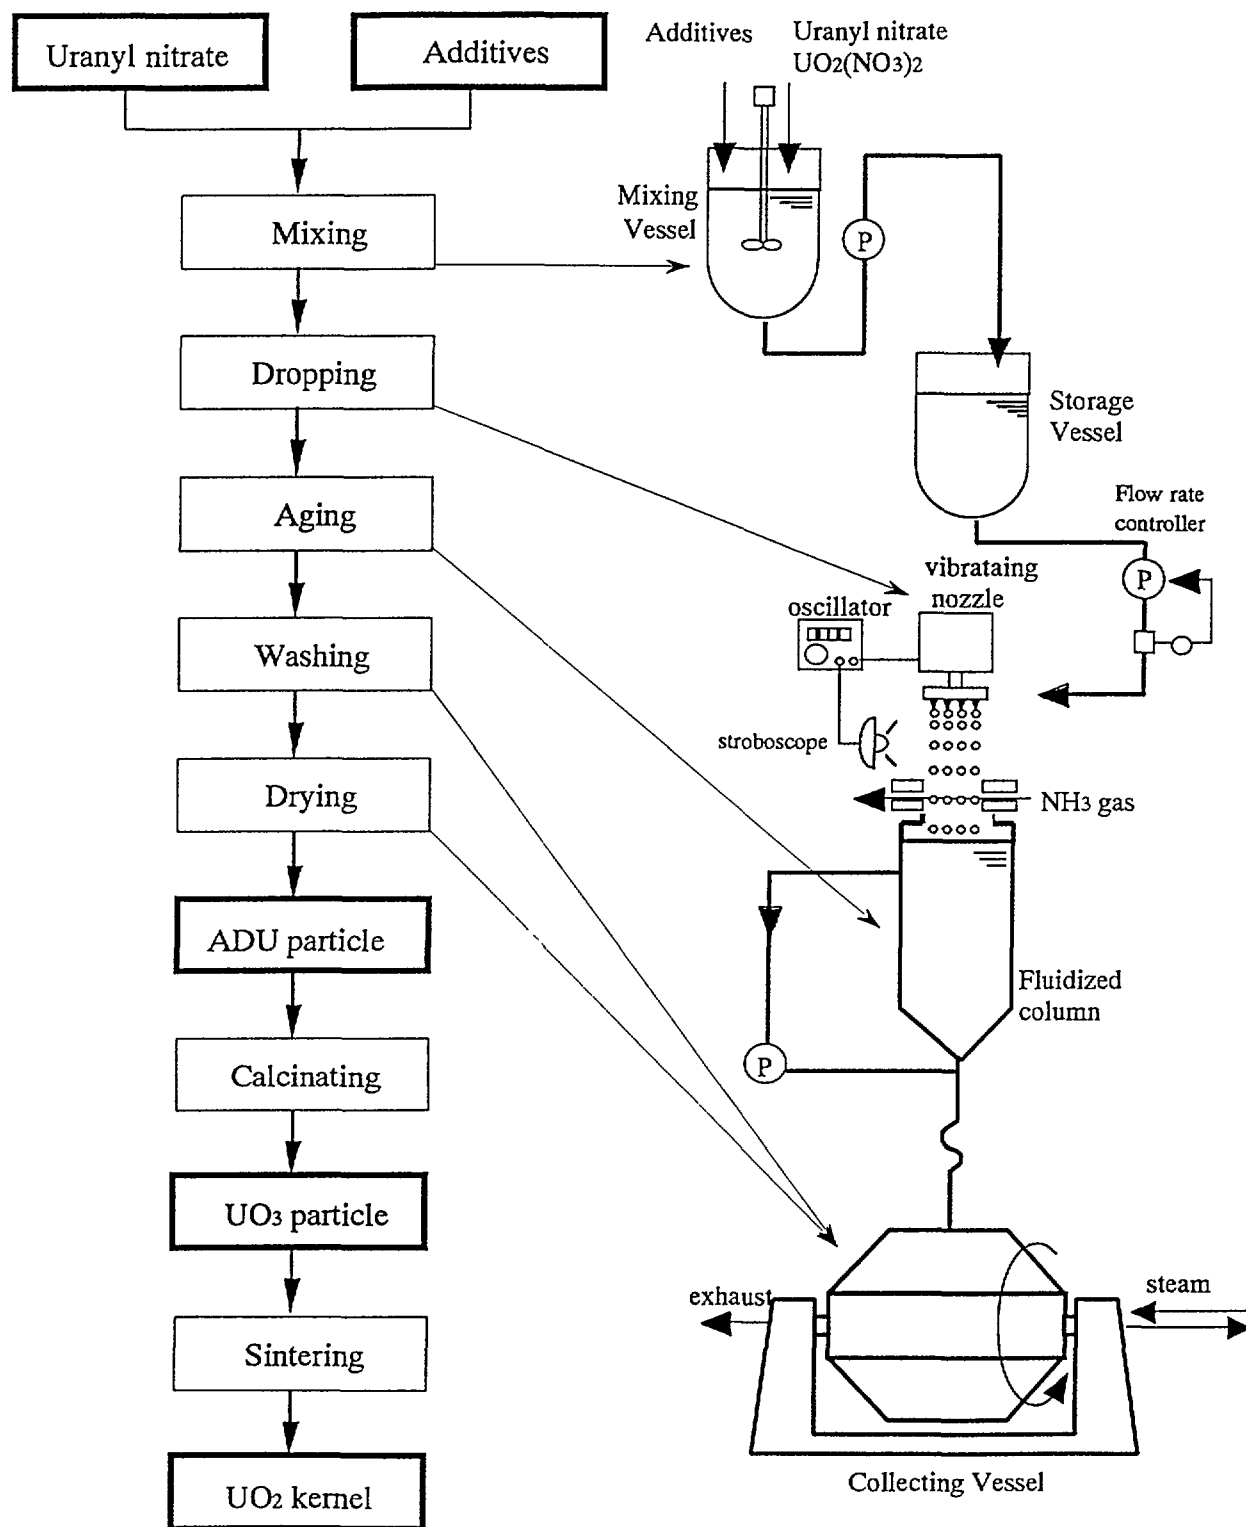 Uranyl nitrate
Additives
Mixing
Dropping
Aging
Washing
Drying
ADU particle
Calcinating
UO3 particle
Sintering
UO2 kernel
Additives
Uranyl nitrate
UO2(NO3)2
Mixing
Vessel
P
Storage
Vessel
Flow rate
controller
P
vibrataing
nozzle
oscillator
stroboscope
NH3 gas
Fluidized
column
P
exhaust
steam
Collecting Vessel